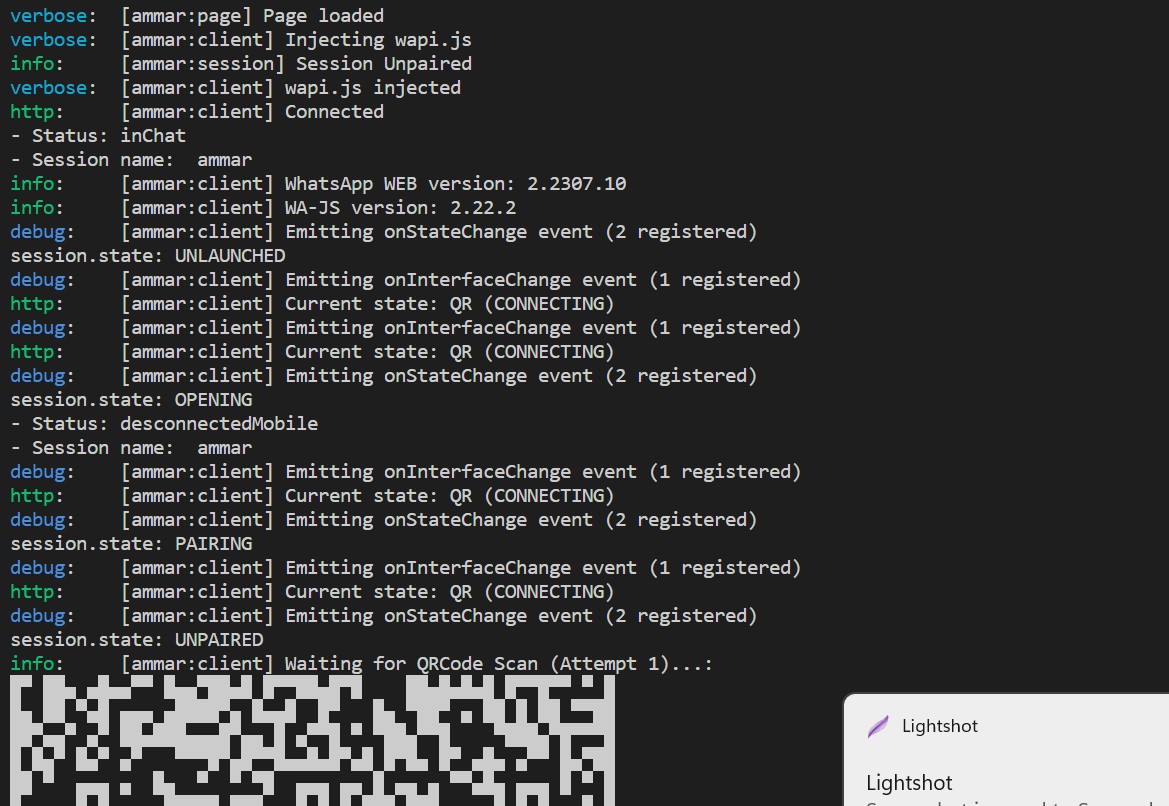 verbose:  [ammar:page] Page loaded
verbose:  [ammar:client] Injecting wapi.js
info:     [ammar:session] Session Unpaired
verbose:  [ammar:client] wapi.js injected
http:     [ammar:client] Connected
- Status: inChat
- Session name:  ammar
info:     [ammar:client] WhatsApp WEB version: 2.2307.10
info:     [ammar:client] WA-JS version: 2.22.2
debug:    [ammar:client] Emitting onStateChange event (2 registered)
session.state: UNLAUNCHED
debug:    [ammar:client] Emitting onInterfaceChange event (1 registered)
http:     [ammar:client] Current state: QR (CONNECTING)
debug:    [ammar:client] Emitting onInterfaceChange event (1 registered)
http:     [ammar:client] Current state: QR (CONNECTING)
debug:    [ammar:client] Emitting onStateChange event (2 registered)
session.state: OPENING
- Status: desconnectedMobile
- Session name:  ammar
debug:    [ammar:client] Emitting onInterfaceChange event (1 registered)
http:     [ammar:client] Current state: QR (CONNECTING)
debug:    [ammar:client] Emitting onStateChange event (2 registered)
session.state: PAIRING
debug:    [ammar:client] Emitting onInterfaceChange event (1 registered)
http:     [ammar:client] Current state: QR (CONNECTING)
debug:    [ammar:client] Emitting onStateChange event (2 registered)
session.state: UNPAIRED
info:     [ammar:client] Waiting for QRCode Scan (Attempt 1)...:
Lightshot
Lightshot